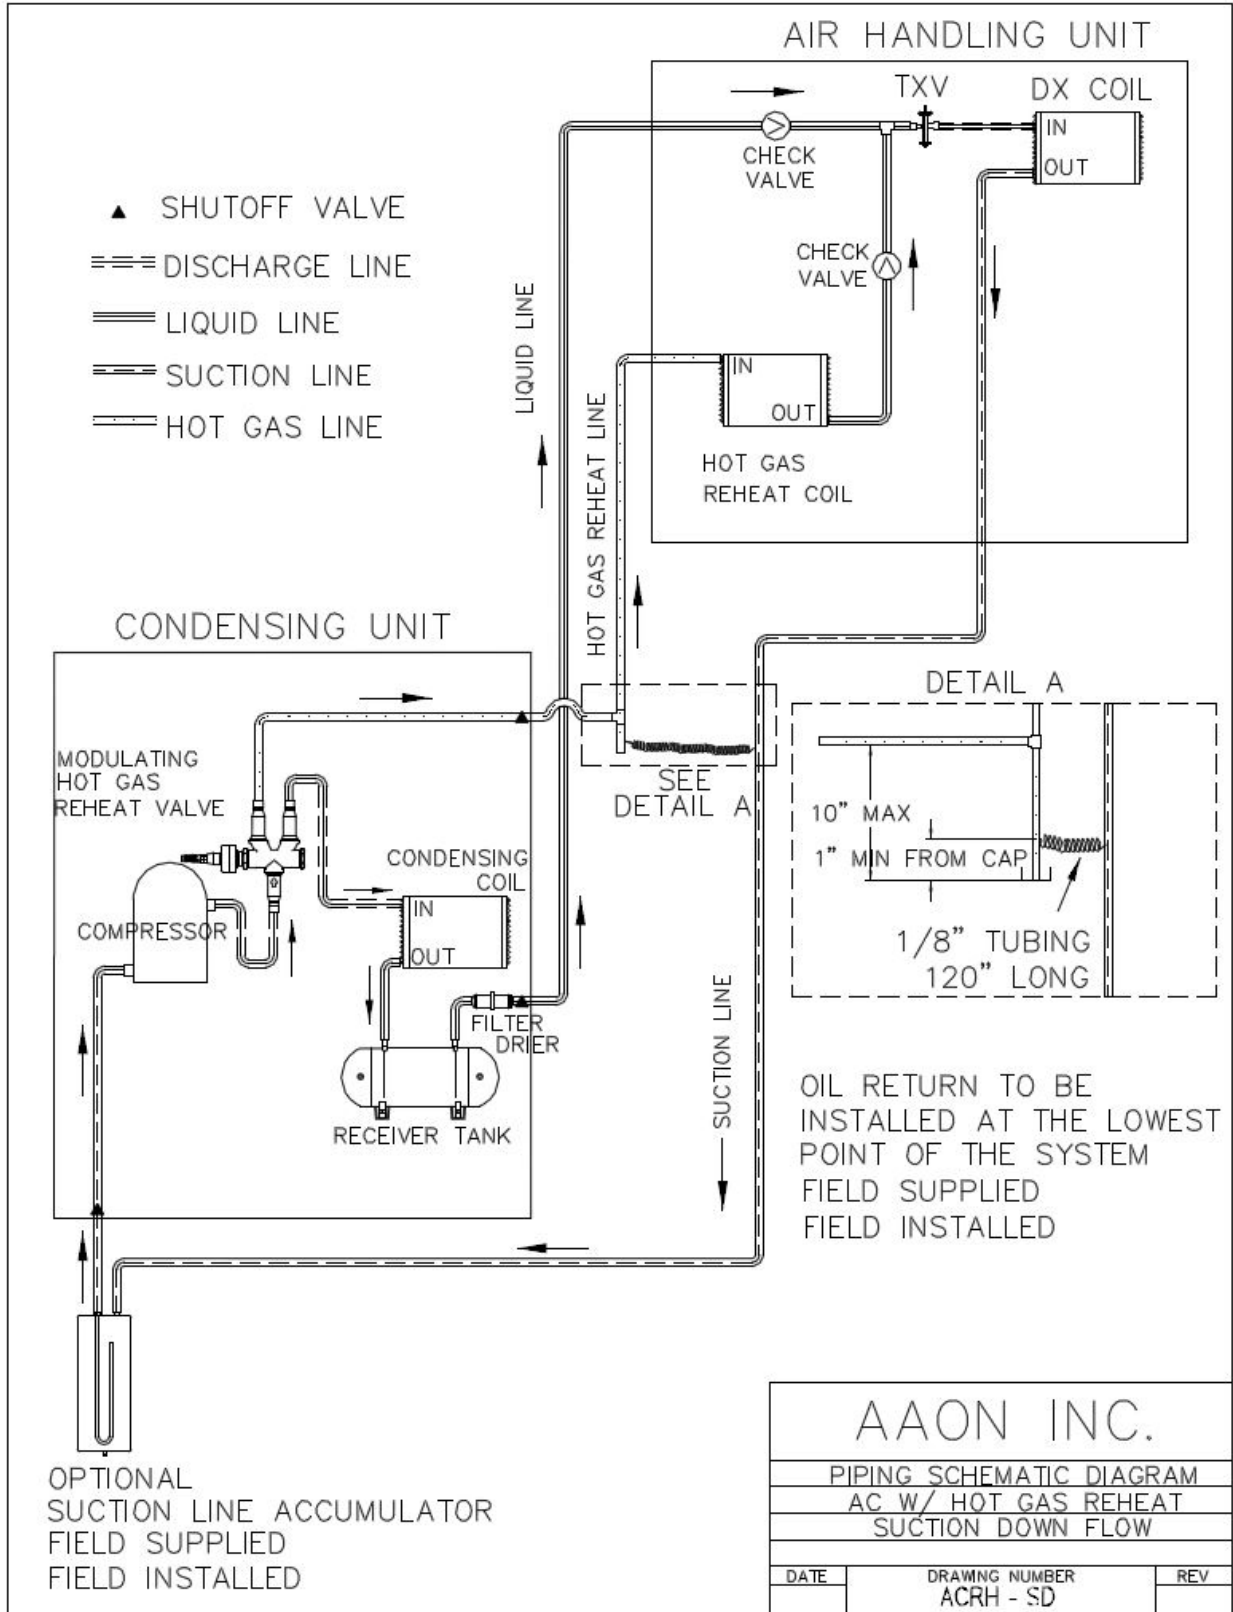 AIR HANDLING UNIT
TXV
DX COIL
IN
OUT
CHECK
VALVE
CHECK
VALVE
▲ SHUTOFF VALVE
DISCHARGE LINE
LIQUID LINE
SUCTION LINE
HOT GAS LINE
LIQUID LINE
HOT GAS REHEAT LINE
IN
OUT
HOT GAS
REHEAT COIL
CONDENSING UNIT
MODULATING
HOT GAS
REHEAT VALVE
COMPRESSOR
CONDENSING
COIL
IN
OUT
FILTER
DRIER
RECEIVER TANK
SEE
DETAIL A
DETAIL A
10" MAX
1" MIN FROM CAP
1/8" TUBING
120" LONG
SUCTION LINE
OIL RETURN TO BE
INSTALLED AT THE LOWEST
POINT OF THE SYSTEM
FIELD SUPPLIED
FIELD INSTALLED
OPTIONAL
SUCTION LINE ACCUMULATOR
FIELD SUPPLIED
FIELD INSTALLED
AAON INC.
PIPING SCHEMATIC DIAGRAM
AC W/ HOT GAS REHEAT
SUCTION DOWN FLOW
DATE
DRAWING NUMBER
REV
ACRH - SD